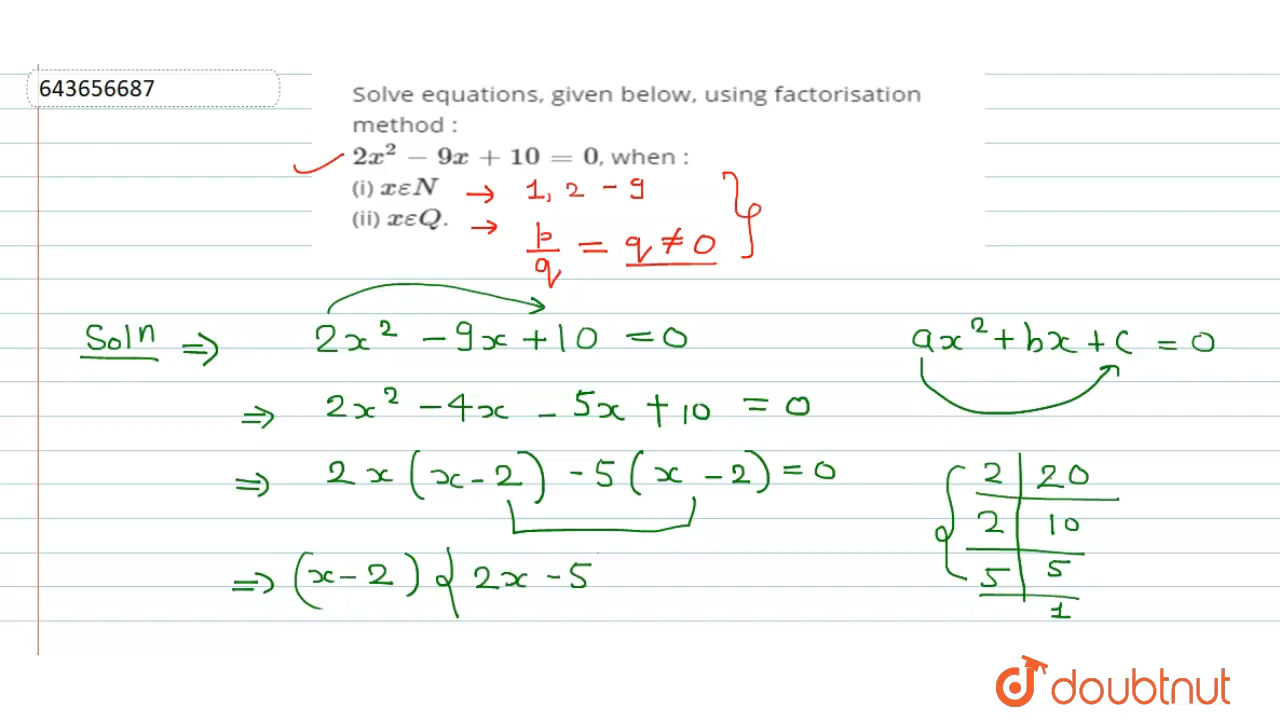 643656687
Solve equations, given below, using factorisation
method :
2x² − 9x + 10 = 0, when :
(i) xεN → 1, 2 - 9
(ii) xεQ. → p/q = q ≠ 0
Soln ⇒ 2x² - 9x + 10 = 0
ax² + bx + c = 0
⇒ 2x² - 4x - 5x + 10 = 0
⇒ 2x (x - 2) - 5 (x - 2) = 0
2 | 20
2 | 10
5 | 5
1
⇒ (x - 2) { 2x - 5
doubtnut